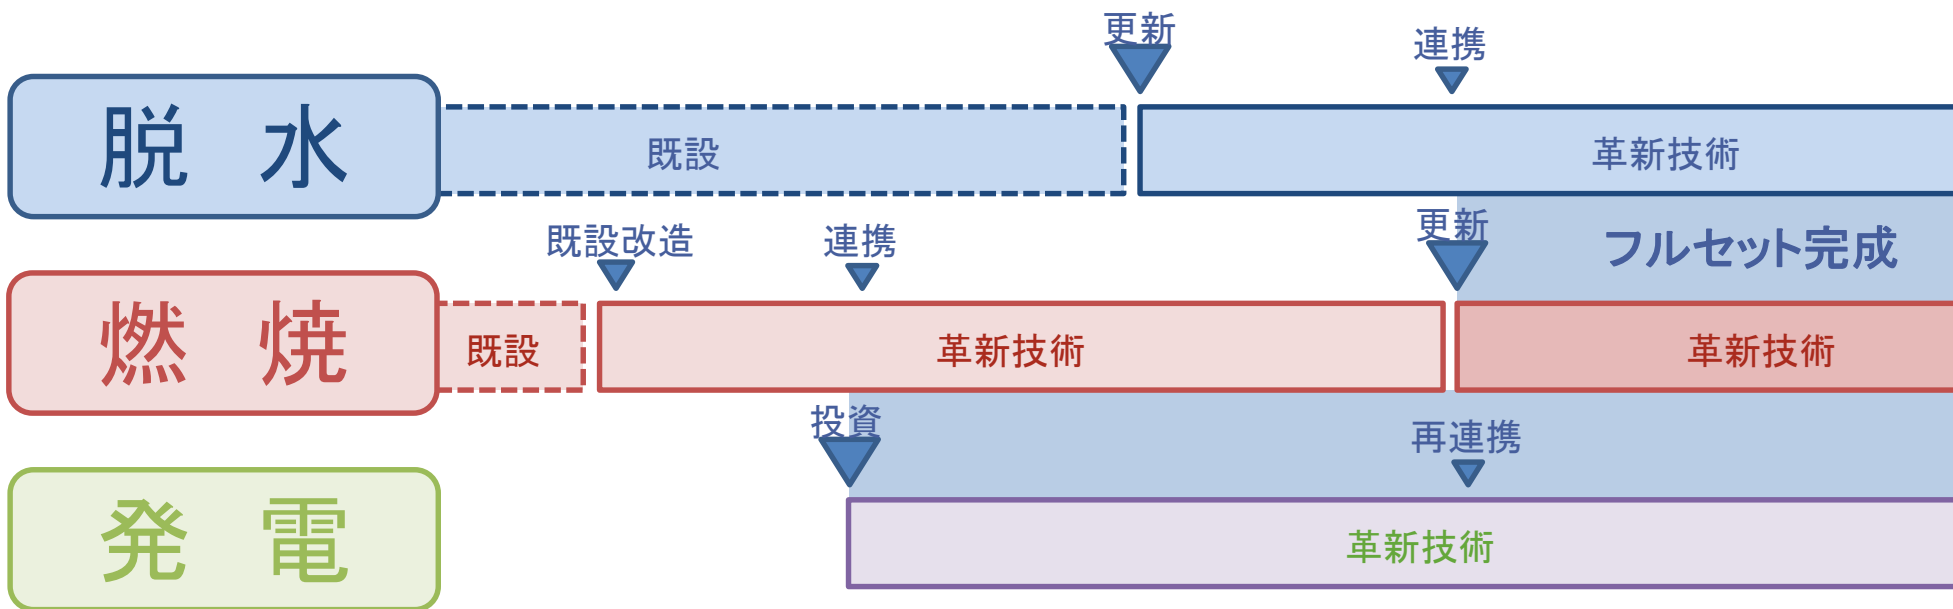 更新
連携
脱 水
既設
革新技術
既設改造
連携
更新
フルセット完成
燃 焼
既設
革新技術
革新技術
投資
再連携
発 電
革新技術